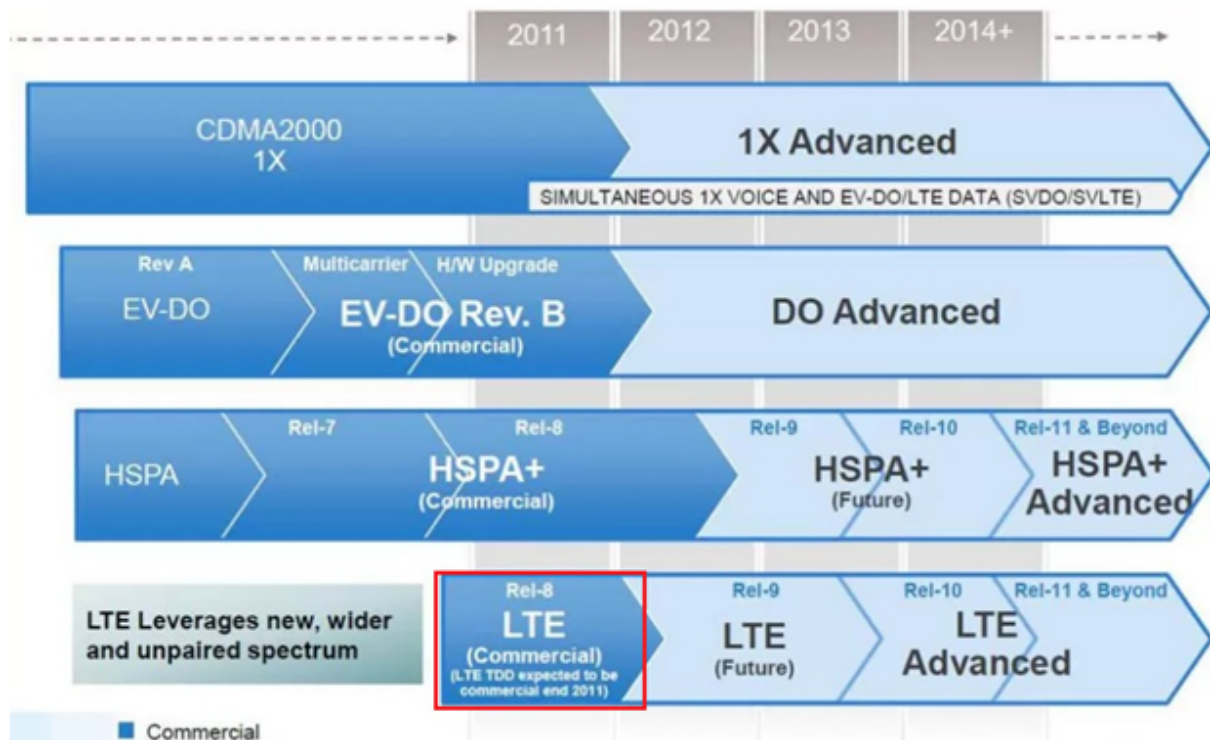 2011 2012 2013 2014+
CDMA2000
1X
1X Advanced
SIMULTANEOUS 1X VOICE AND EV-DO/LTE DATA (SVDO/SVLTE)
Rev A Multicarrier H/W Upgrade
EV-DO
EV-DO Rev. B
(Commercial)
DO Advanced
Rel-7 Rel-8 Rel-9 Rel-10 Rel-11 & Beyond
HSPA
HSPA+
(Commercial)
HSPA+
(Future)
HSPA+
Advanced
LTE Leverages new, wider
and unpaired spectrum
Rel-8 Rel-9 Rel-10 Rel-11 & Beyond
LTE
(Commercial)
(LTE TDD expected to be
commercial end 2011)
LTE
(Future)
LTE
Advanced
Commercial